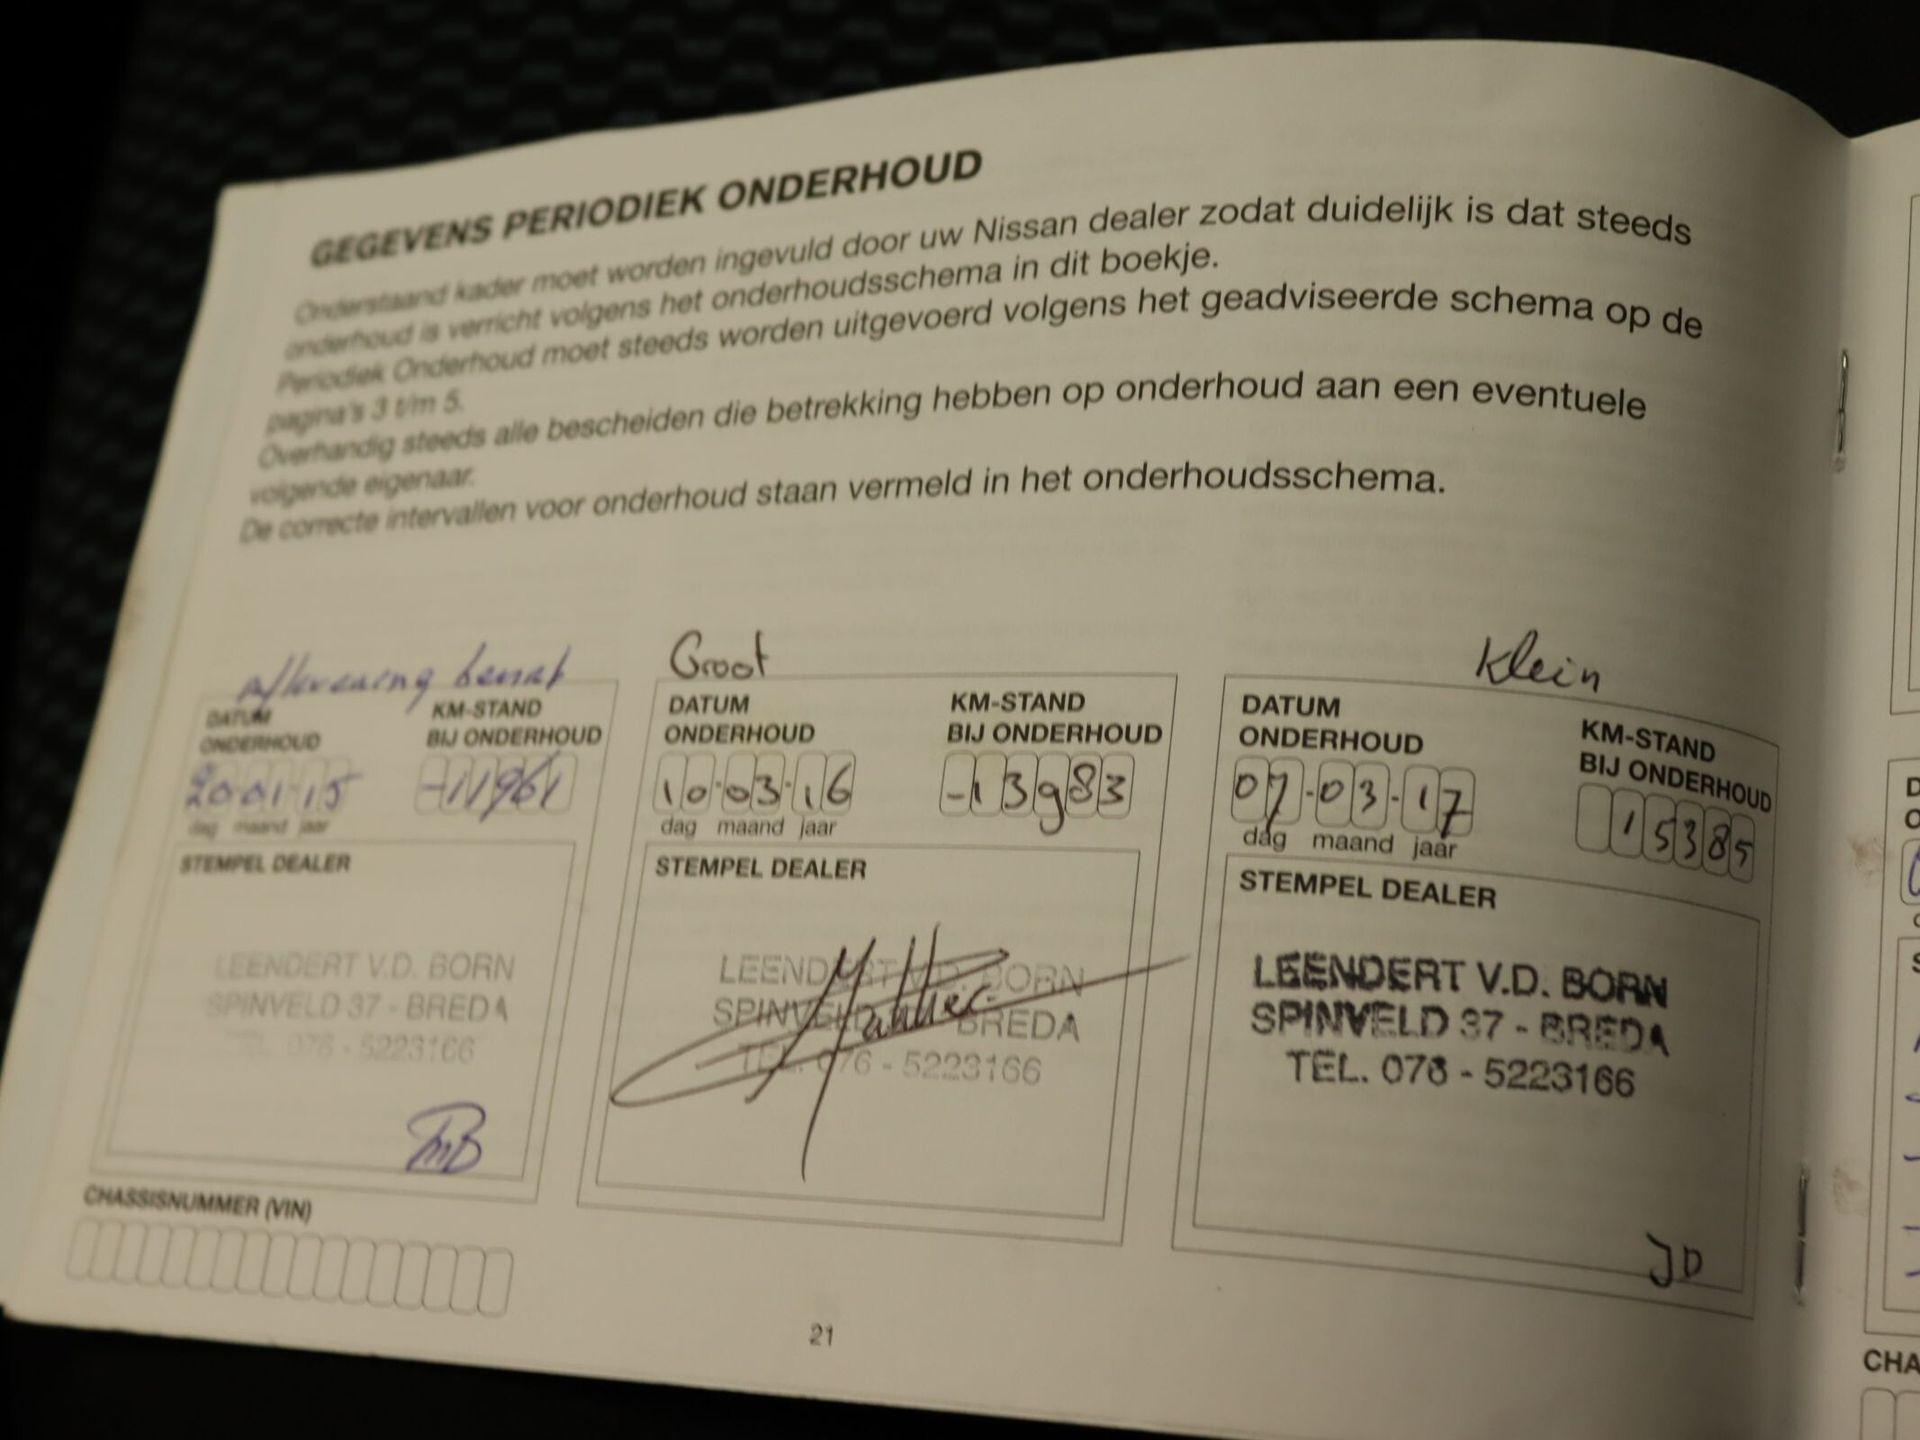 GEGEVENS PERIODIEK ONDERHOUD
Onderstaand kader moet worden ingevuld door uw Nissan dealer zodat duidelijk is dat steeds
onderhoud is verricht volgens het onderhoudsschema in dit boekje.
Periodiek Onderhoud moet steeds worden uitgevoerd volgens het geadviseerde schema op de
pagina's 3 t/m 5.
Overhandig steeds alle bescheiden die betrekking hebben op onderhoud aan een eventuele
volgende eigenaar.
De correcte intervallen voor onderhoud staan vermeld in het onderhoudsschema.
DATUM
ONDERHOUD
KM-STAND
BIJ ONDERHOUD
20 01 15
-11961
dag maand jaar
STEMPEL DEALER
LEENDERT V.D. BORN
SPINVELD 37 - BREDA
TEL. 076 - 5223166
Groot
DATUM
ONDERHOUD
KM-STAND
BIJ ONDERHOUD
10-03-16
-13983
dag maand jaar
STEMPEL DEALER
LEENDERT V.D. BORN
SPINVELD BREDA
TEL. 076 - 5223166
Klein
DATUM
ONDERHOUD
KM-STAND
BIJ ONDERHOUD
07-03-17
15385
dag maand jaar
STEMPEL DEALER
LEENDERT V.D. BORN
SPINVELD 37 - BREDA
TEL. 076 - 5223166
JD
CHASSISNUMMER (VIN)
21
CHA